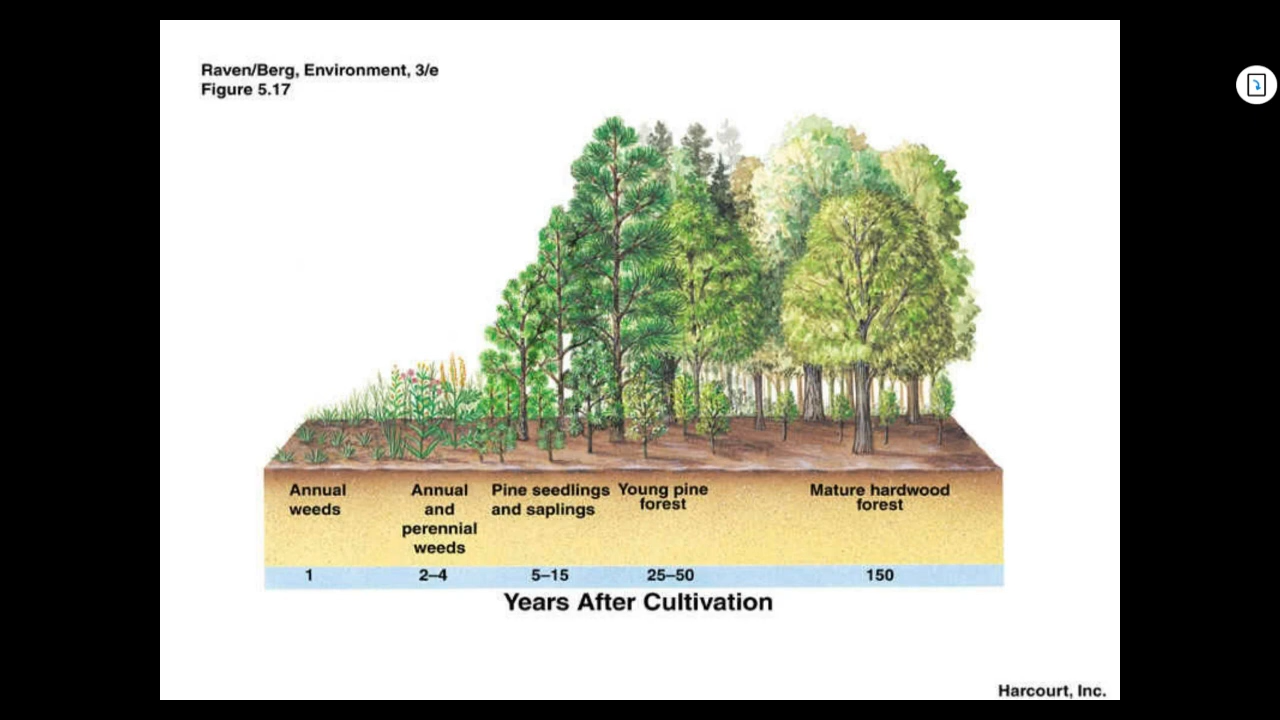 Raven/Berg, Environment, 3/e
Figure 5.17
Annual
weeds
Annual
and
perennial
weeds
Pine seedlings
and saplings
Young pine
forest
Mature hardwood
forest
1
2–4
5–15
25–50
150
Years After Cultivation
Harcourt, Inc.